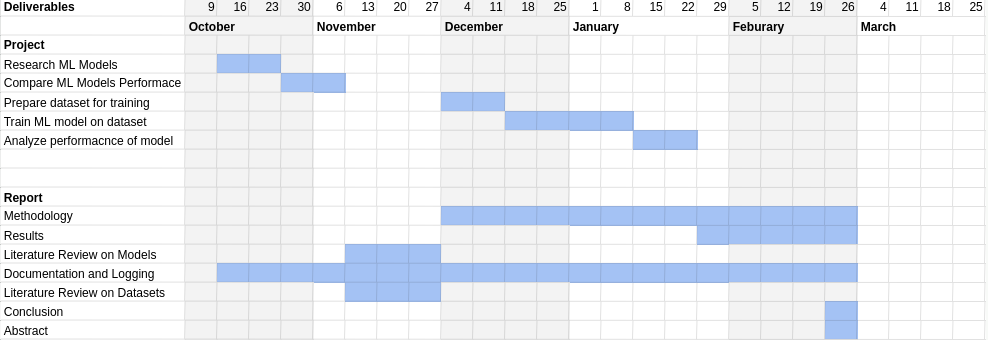 Deliverables 9 16 23 30 6 13 20 27 4 11 18 25 1 8 15 22 29 5 12 19 26 4 11 18 25
October November December January Feburary March
Project
Research ML Models
Compare ML Models Performace
Prepare dataset for training
Train ML model on dataset
Analyze performacnce of model
Report
Methodology
Results
Literature Review on Models
Documentation and Logging
Literature Review on Datasets
Conclusion
Abstract